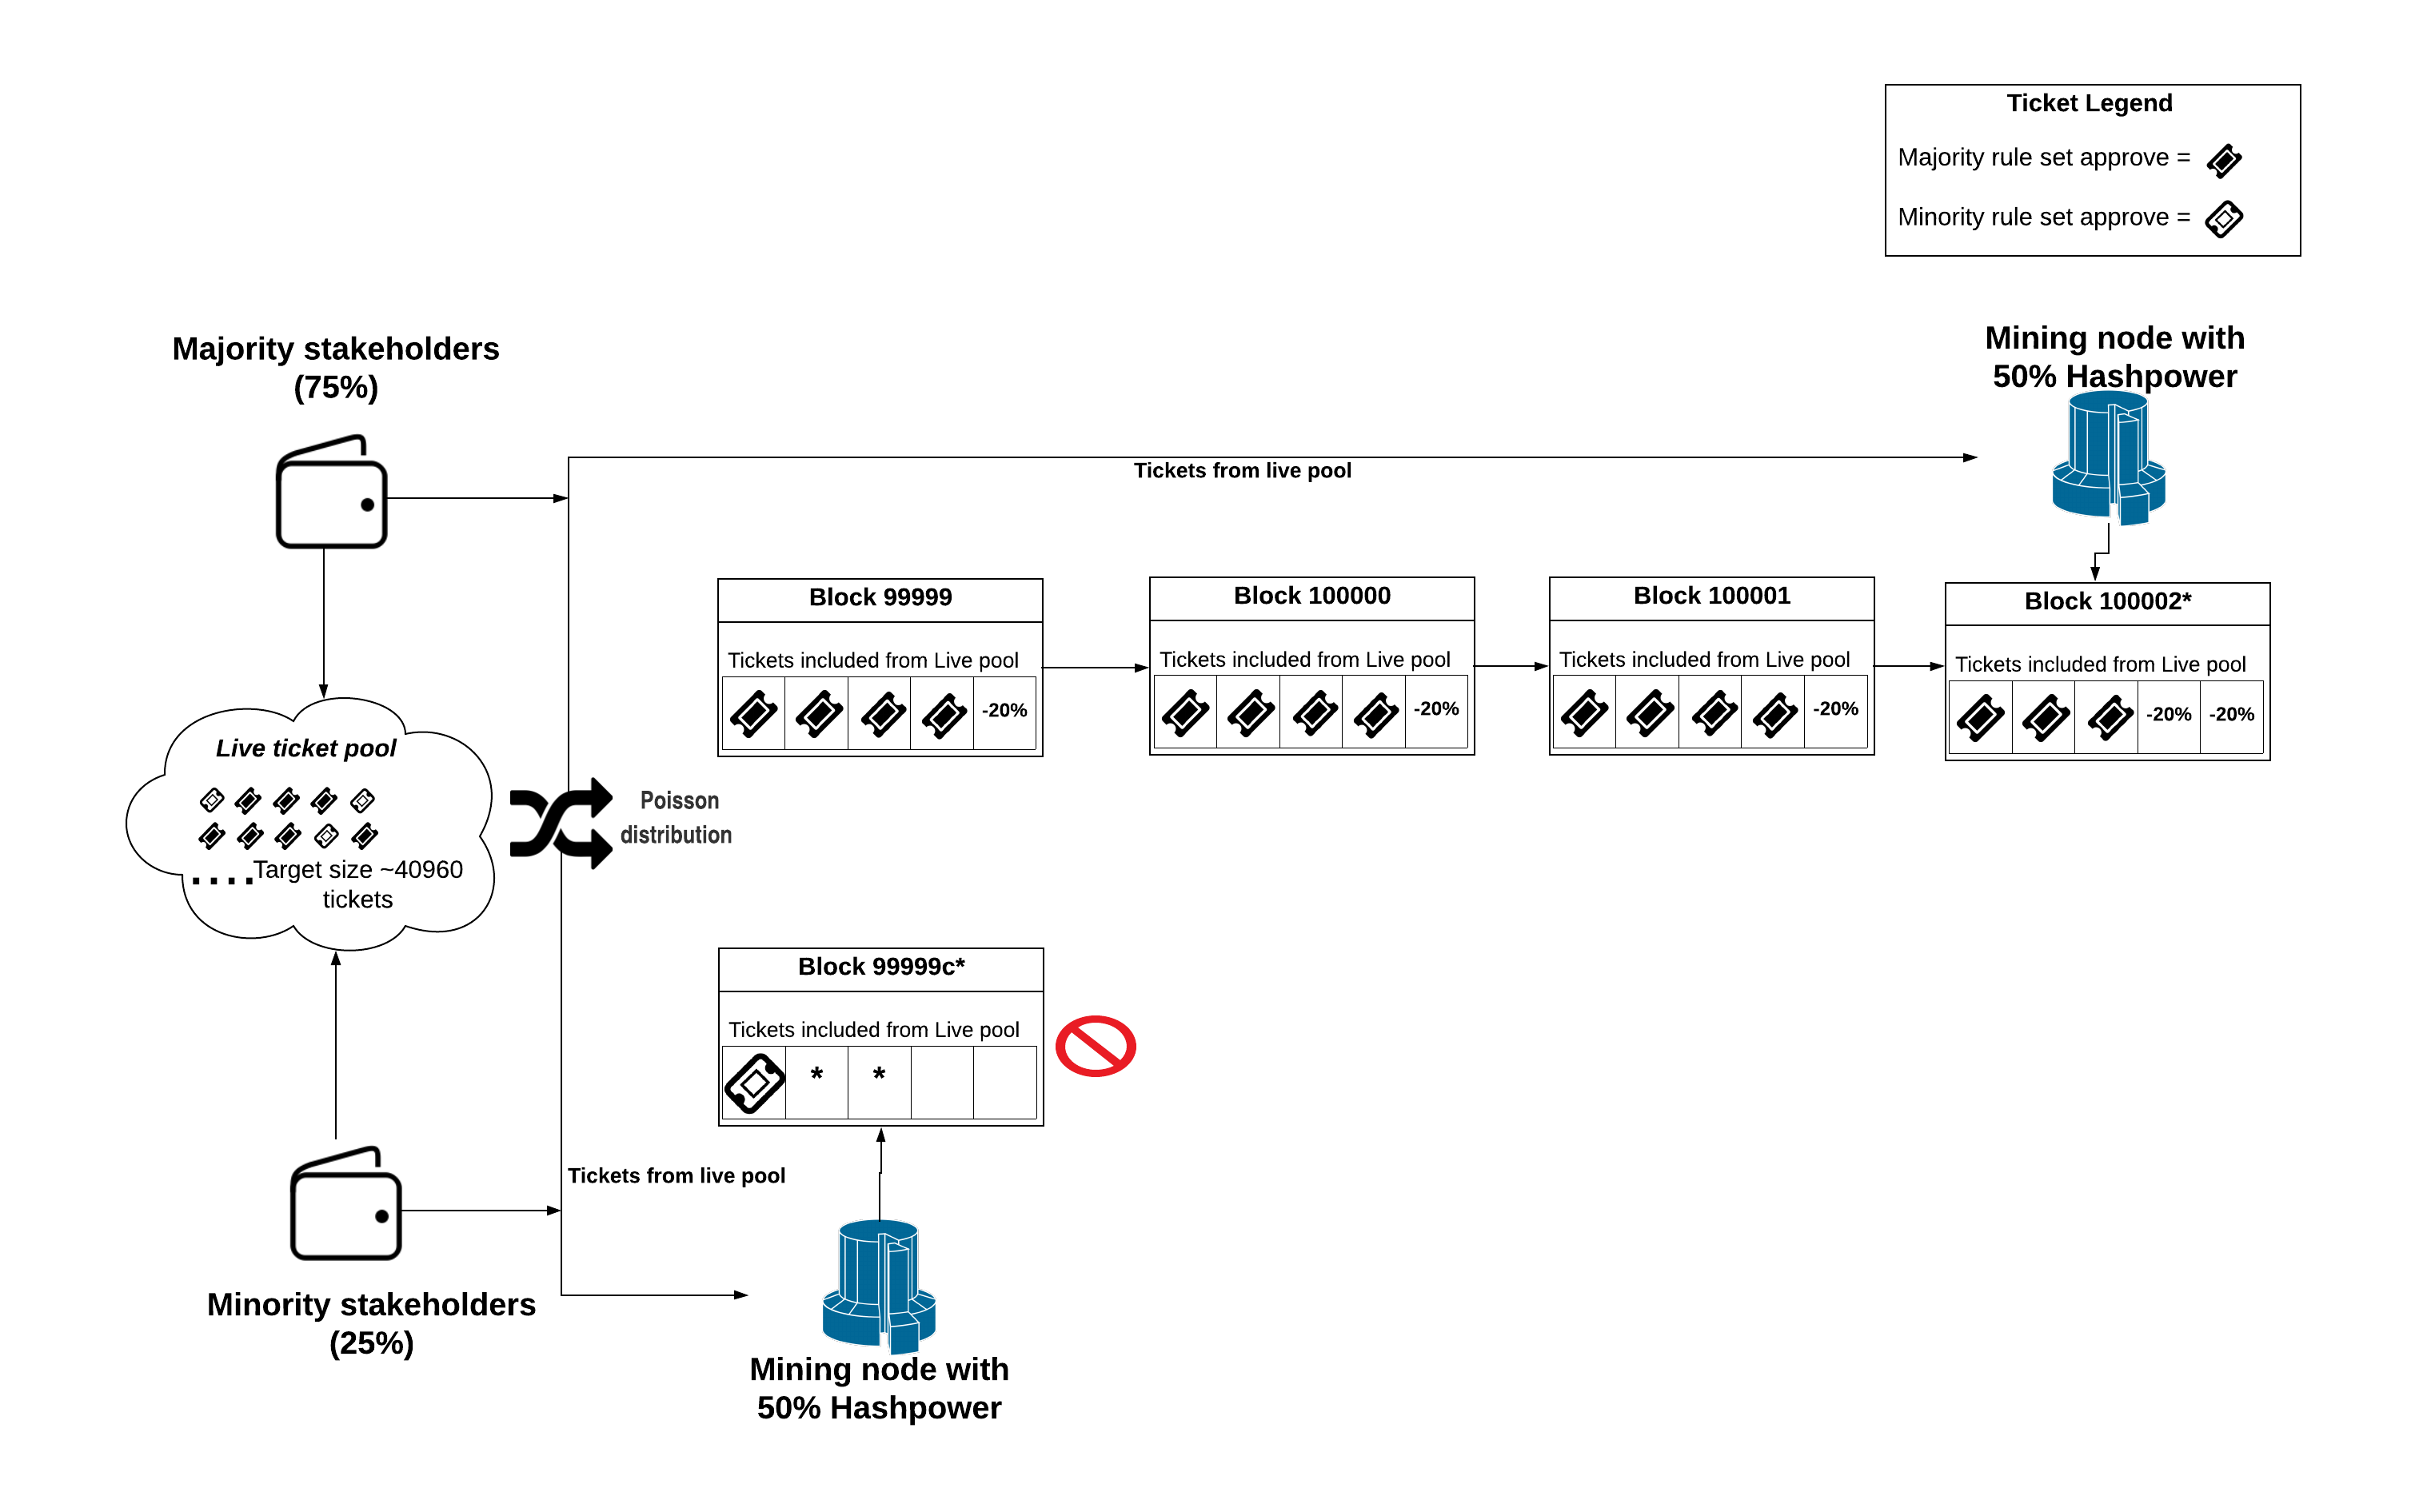 Ticket Legend
Majority rule set approve =
Minority rule set approve =
Majority stakeholders
(75%)
Mining node with
50% Hashpower
Tickets from live pool
Block 99999
Tickets included from Live pool
-20%
Block 100000
Tickets included from Live pool
-20%
Block 100001
Tickets included from Live pool
-20%
Block 100002*
Tickets included from Live pool
-20% -20%
Live ticket pool
....Target size ~40960
tickets
Poisson
distribution
Block 99999c*
Tickets included from Live pool
* *
Tickets from live pool
Minority stakeholders
(25%)
Mining node with
50% Hashpower